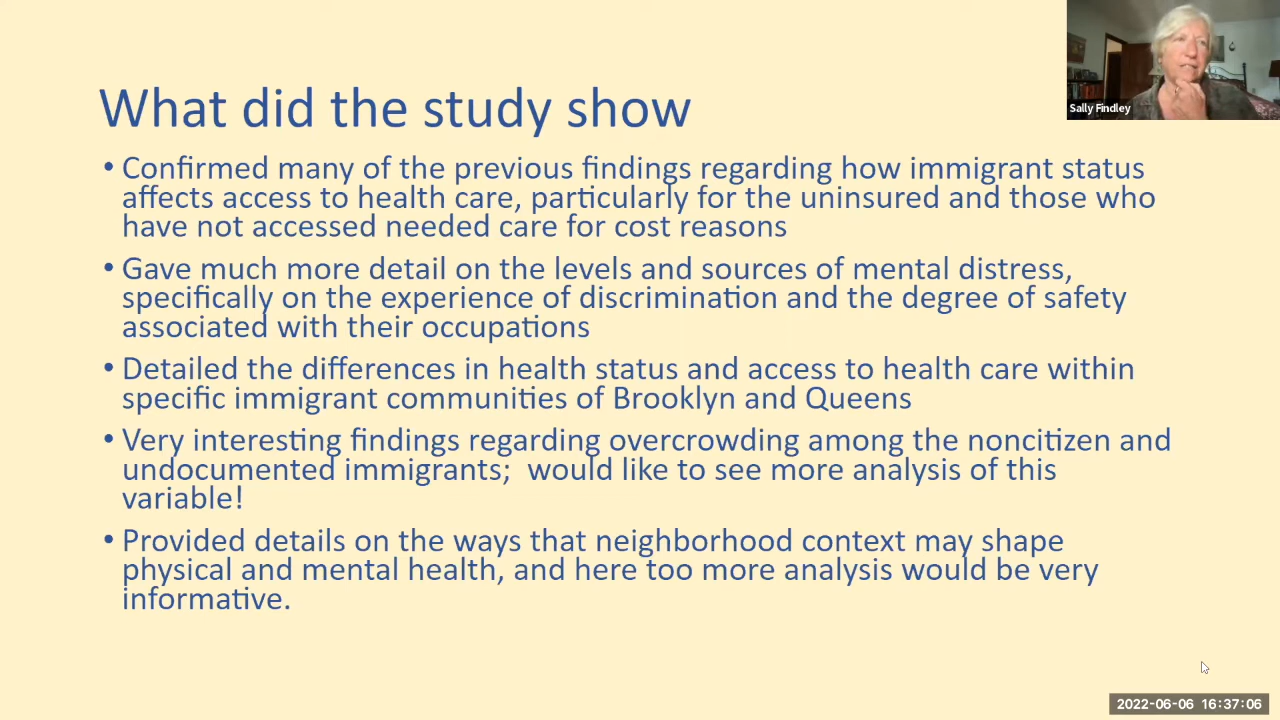 What did the study show
• Confirmed many of the previous findings regarding how immigrant status
affects access to health care, particularly for the uninsured and those who
have not accessed needed care for cost reasons
• Gave much more detail on the levels and sources of mental distress,
specifically on the experience of discrimination and the degree of safety
associated with their occupations
• Detailed the differences in health status and access to health care within
specific immigrant communities of Brooklyn and Queens
• Very interesting findings regarding overcrowding among the noncitizen and
undocumented immigrants;  would like to see more analysis of this
variable!
• Provided details on the ways that neighborhood context may shape
physical and mental health, and here too more analysis would be very
informative.
Sally Findley
2022-06-06 16:37:06